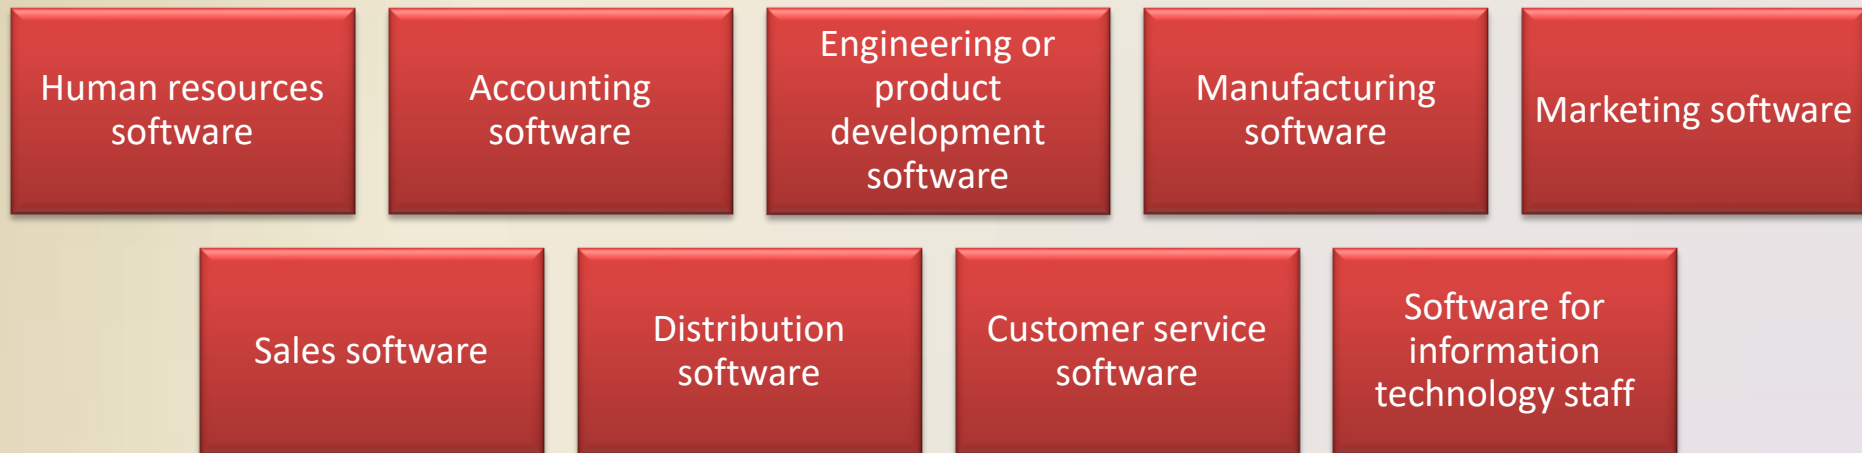 Human resources
software
Accounting
software
Engineering or
product
development
software
Manufacturing
software
Marketing software
Sales software
Distribution
software
Customer service
software
Software for
information
technology staff